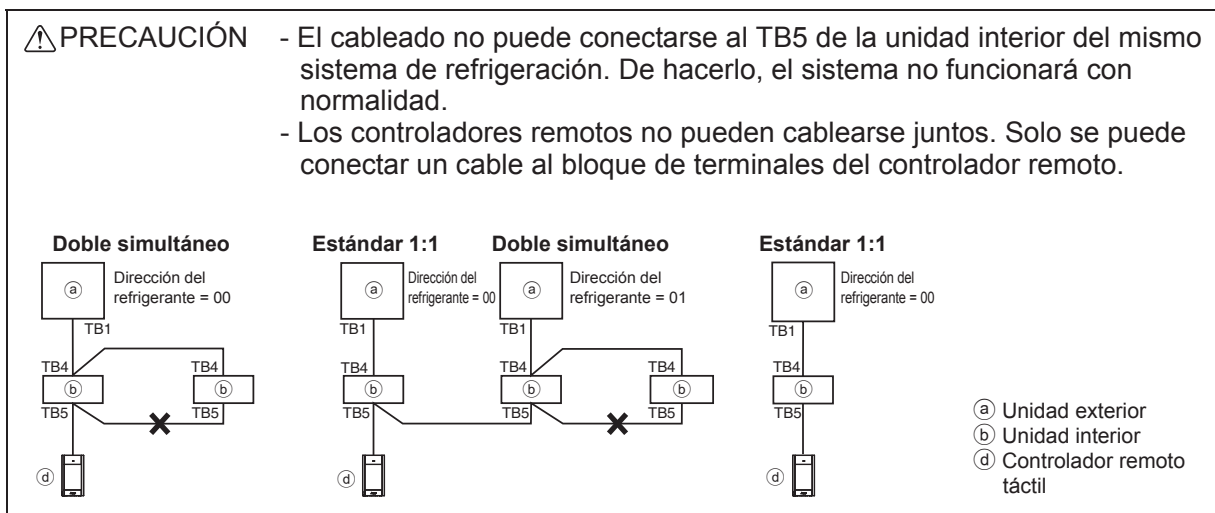 ⚠ PRECAUCIÓN
- El cableado no puede conectarse al TB5 de la unidad interior del mismo
sistema de refrigeración. De hacerlo, el sistema no funcionará con
normalidad.
- Los controladores remotos no pueden cablearse juntos. Solo se puede
conectar un cable al bloque de terminales del controlador remoto.
Doble simultáneo
ⓐ
Dirección del
refrigerante = 00
TB1
TB4
TB4
ⓑ
ⓑ
TB5
TB5
ⓓ
Estándar 1:1
ⓐ
Dirección del
refrigerante = 00
TB1
TB4
ⓑ
TB5
ⓓ
Doble simultáneo
ⓐ
Dirección del
refrigerante = 01
TB1
TB4
TB4
ⓑ
ⓑ
TB5
TB5
Estándar 1:1
ⓐ
Dirección del
refrigerante = 00
TB1
TB4
ⓑ
TB5
ⓓ
ⓐ Unidad exterior
ⓑ Unidad interior
ⓓ Controlador remoto
táctil